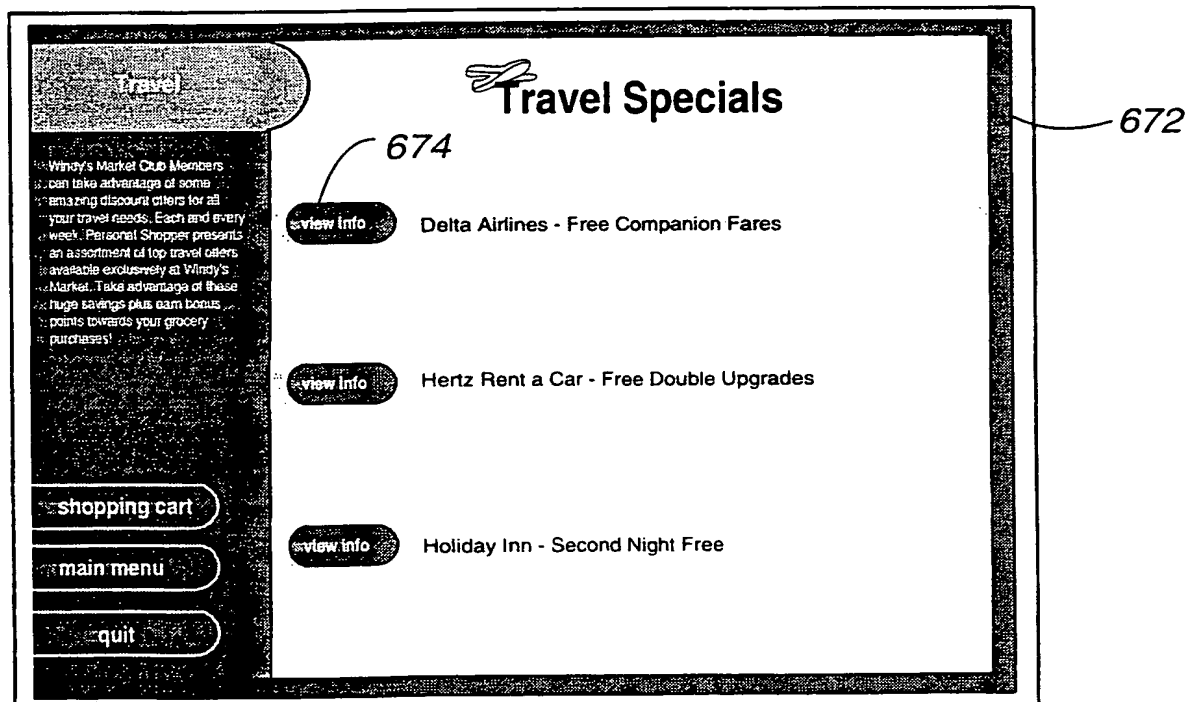 Travel
Travel Specials
672
674
Windy's Market Club Members
can take advantage of some
amazing discount offers for all
your travel needs. Each and every
week. Personal Shopper presents
an assortment of top travel offers
available exclusively at Windy's
Market. Take advantage of these
huge savings plus earn bonus
points towards your grocery
purchases!
view info
Delta Airlines - Free Companion Fares
view info
Hertz Rent a Car - Free Double Upgrades
view info
Holiday Inn - Second Night Free
shopping cart
main menu
quit